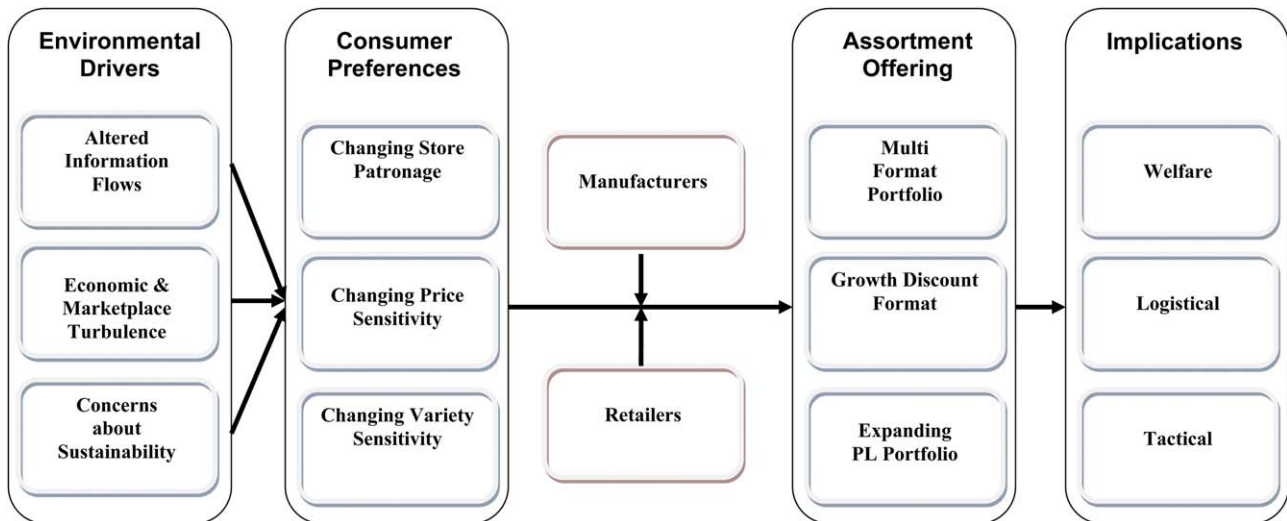 Environmental
Drivers
Altered
Information
Flows
Economic &
Marketplace
Turbulence
Concerns
about
Sustainability
Consumer
Preferences
Changing Store
Patronage
Changing Price
Sensitivity
Changing Variety
Sensitivity
Manufacturers
Retailers
Assortment
Offering
Multi
Format
Portfolio
Growth Discount
Format
Expanding
PL Portfolio
Implications
Welfare
Logistical
Tactical